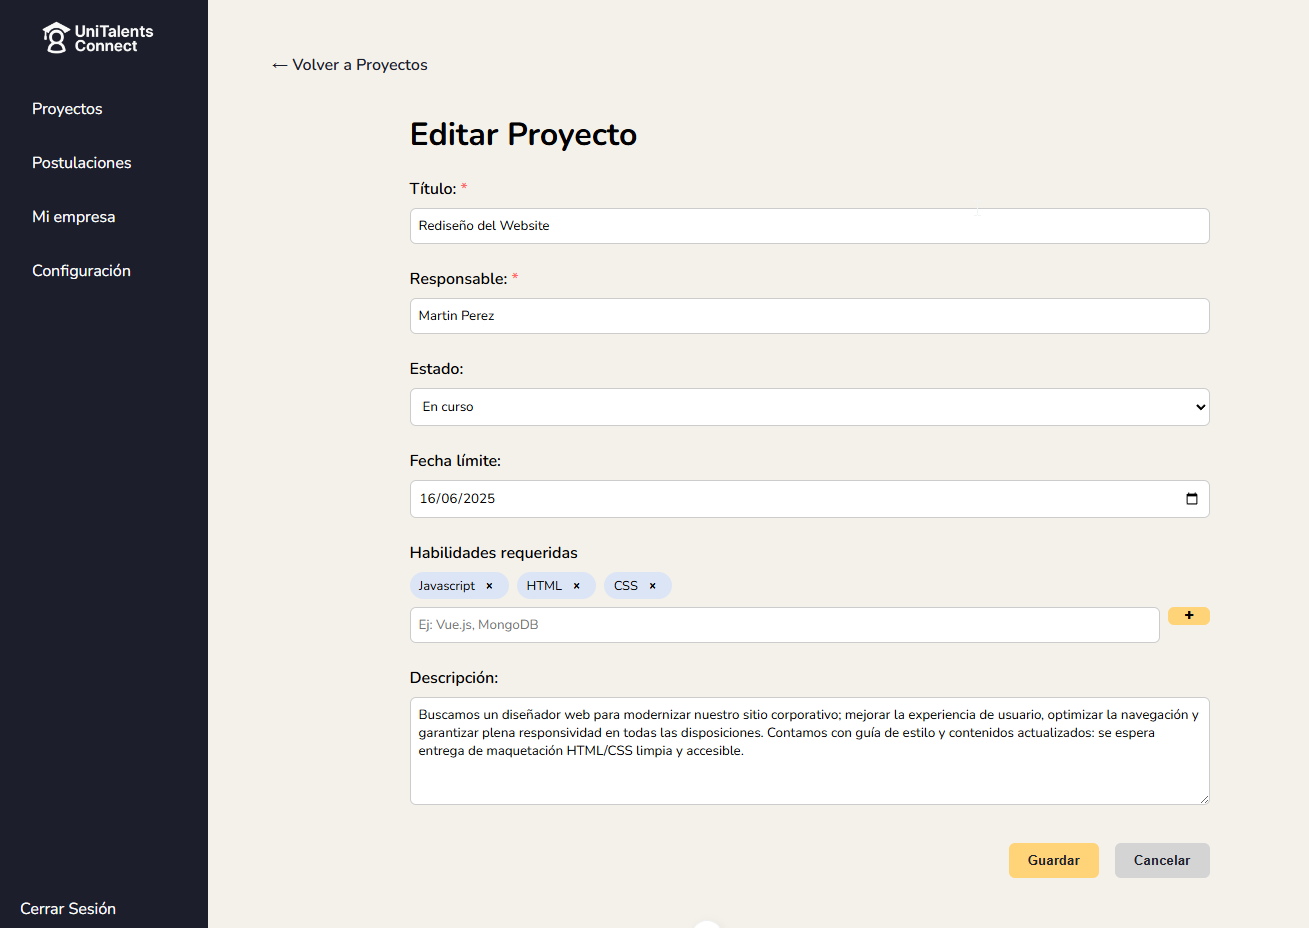 UniTalents
Connect
Proyectos
Postulaciones
Mi empresa
Configuración
Cerrar Sesión
← Volver a Proyectos
Editar Proyecto
Título: *
Rediseño del Website
Responsable: *
Martin Perez
Estado:
En curso
Fecha límite:
16/06/2025
Habilidades requeridas
Javascript × HTML × CSS ×
Ej: Vue.js, MongoDB
+
Descripción:
Buscamos un diseñador web para modernizar nuestro sitio corporativo; mejorar la experiencia de usuario, optimizar la navegación y
garantizar plena responsividad en todas las disposiciones. Contamos con guía de estilo y contenidos actualizados: se espera
entrega de maquetación HTML/CSS limpia y accesible.
Guardar Cancelar